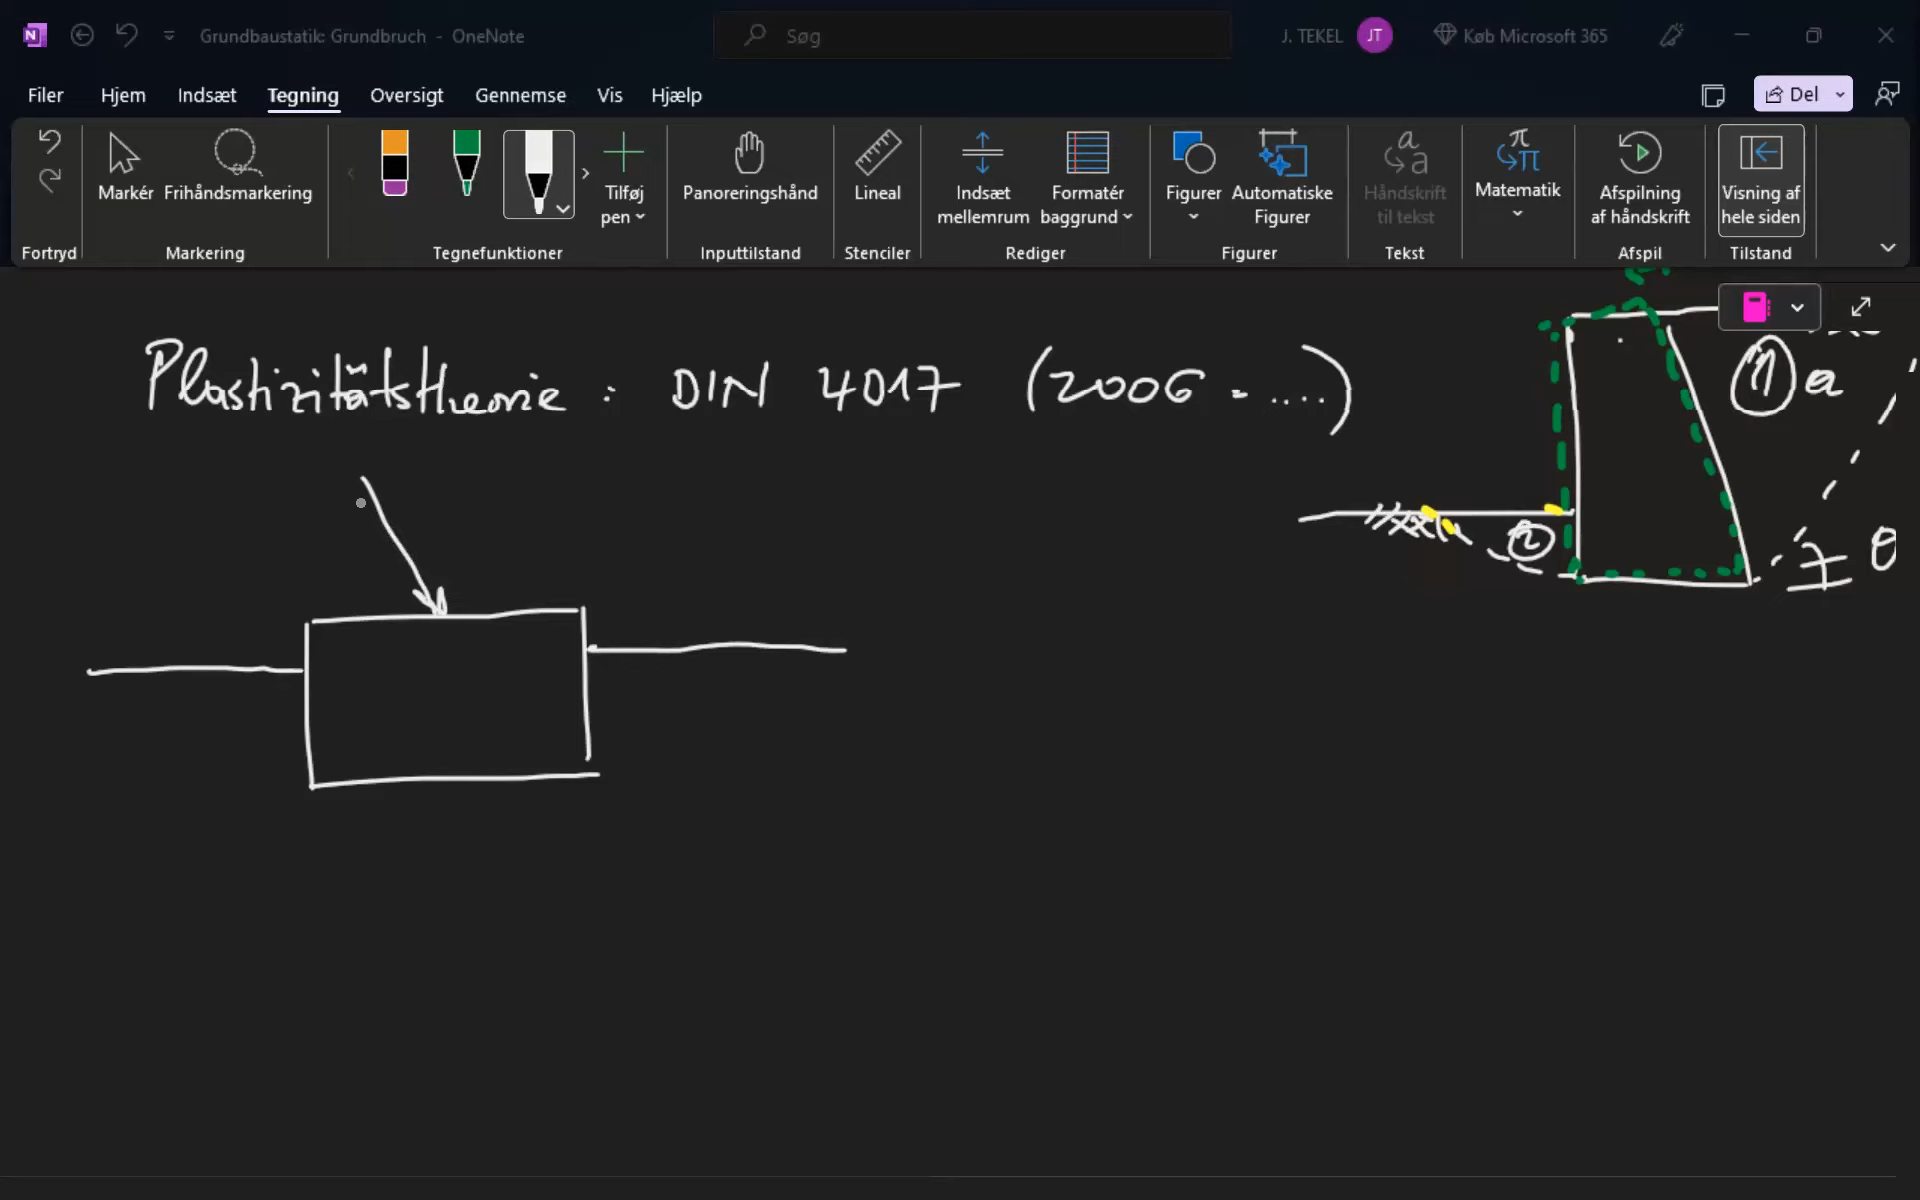 Grundbaustatik: Grundbruch - OneNote
Søg
J. TEKEL
JT
Køb Microsoft 365
Filer Hjem Indsæt Tegning Oversigt Gennemse Vis Hjælp
Del
Markér Frihåndsmarkering
Tilføj pen
Panoreringshånd
Lineal
Indsæt mellemrum
Formatér baggrund
Figurer
Automatiske Figurer
Håndskrift til tekst
Matematik
Afspilning af håndskrift
Visning af hele siden
Fortryd Markering Tegnefunktioner Inputtilstand Stenciler Rediger Figurer Tekst Afspil Tilstand
Plastizitätstheorie : DIN 4017 (2006 - ....)
1 a
2